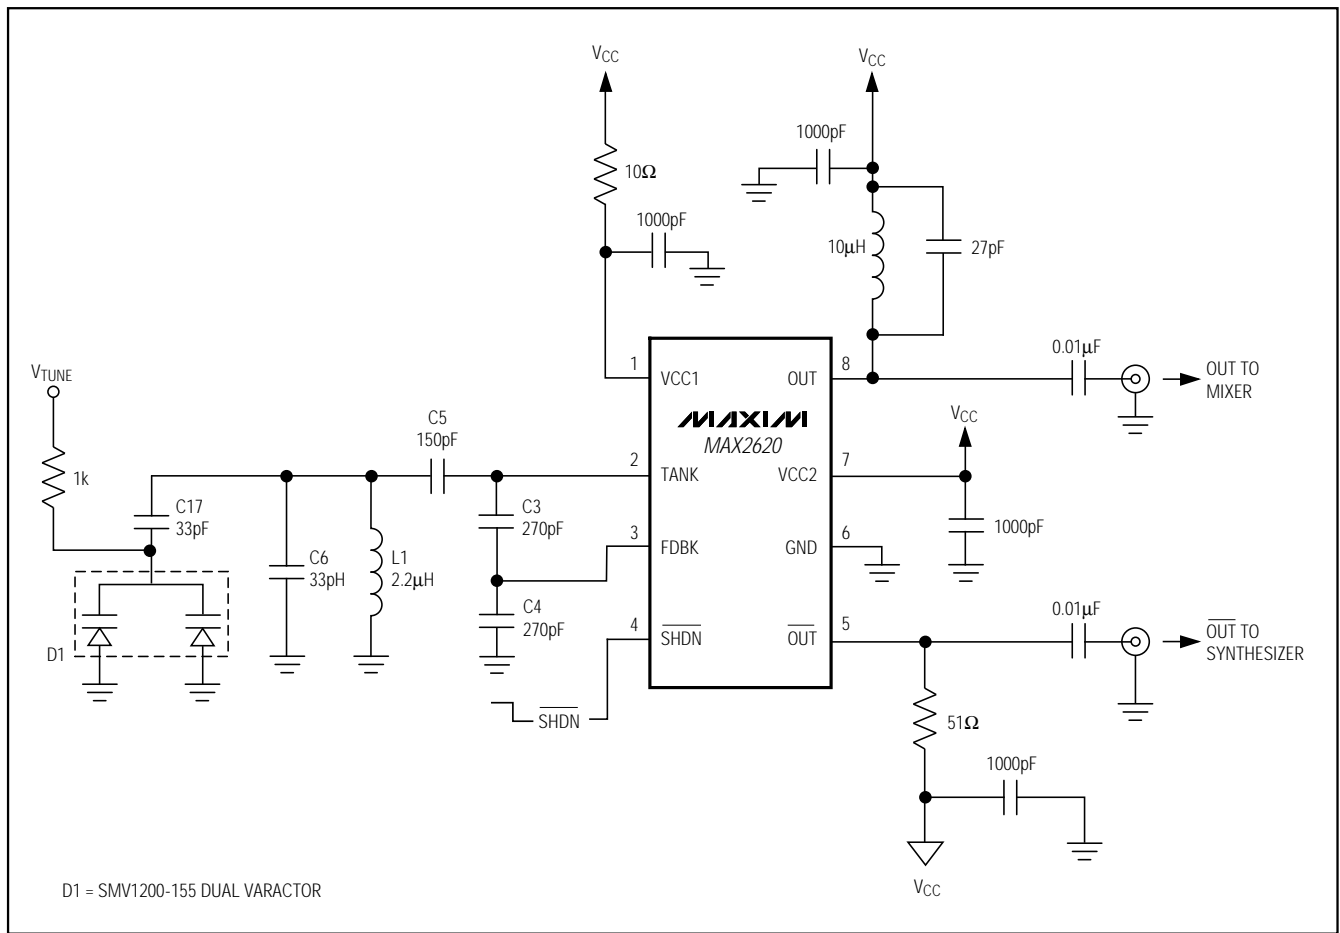 VCC
VCC
1000pF
10Ω
1000pF
10μH
27pF
0.01μF
VTUNE
1
VCC1
OUT
8
OUT TO
MIXER
MAXIM
MAX2620
VCC
C5
150pF
1k
2
TANK
VCC2
7
C17
33pF
C3
270pF
1000pF
3
FDBK
GND
6
C6
33pH
L1
2.2μH
C4
270pF
0.01μF
4
SHDN
OUT
5
OUT TO
SYNTHESIZER
D1
SHDN
51Ω
1000pF
VCC
D1 = SMV1200-155 DUAL VARACTOR